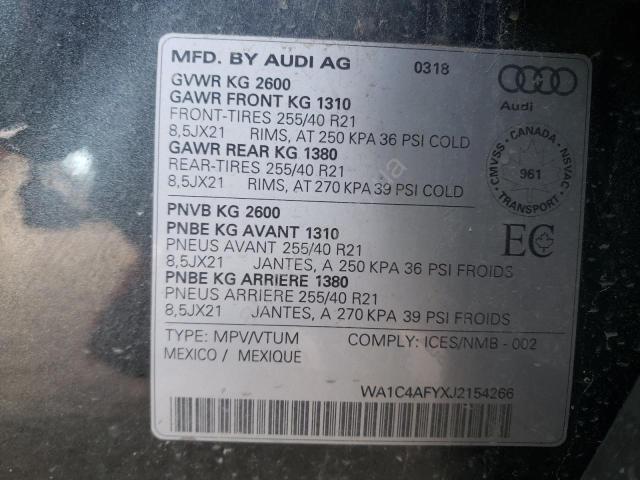 MFD. BY AUDI AG 0318
GVWR KG 2600
GAWR FRONT KG 1310
FRONT-TIRES 255/40 R21
8,5JX21 RIMS, AT 250 KPA 36 PSI COLD
GAWR REAR KG 1380
REAR-TIRES 255/40 R21
8,5JX21 RIMS, AT 270 KPA 39 PSI COLD
Audi
CMVSS - CANADA - NSVAC
961
TRANSPORT
PNVB KG 2600
PNBE KG AVANT 1310
PNEUS AVANT 255/40 R21
8,5JX21 JANTES, A 250 KPA 36 PSI FROIDS
PNBE KG ARRIERE 1380
PNEUS ARRIERE 255/40 R21
8,5JX21 JANTES, A 270 KPA 39 PSI FROIDS
EC
TYPE: MPV/VTUM COMPLY: ICES/NMB - 002
MEXICO / MEXIQUE
WA1C4AFYXJ2154266